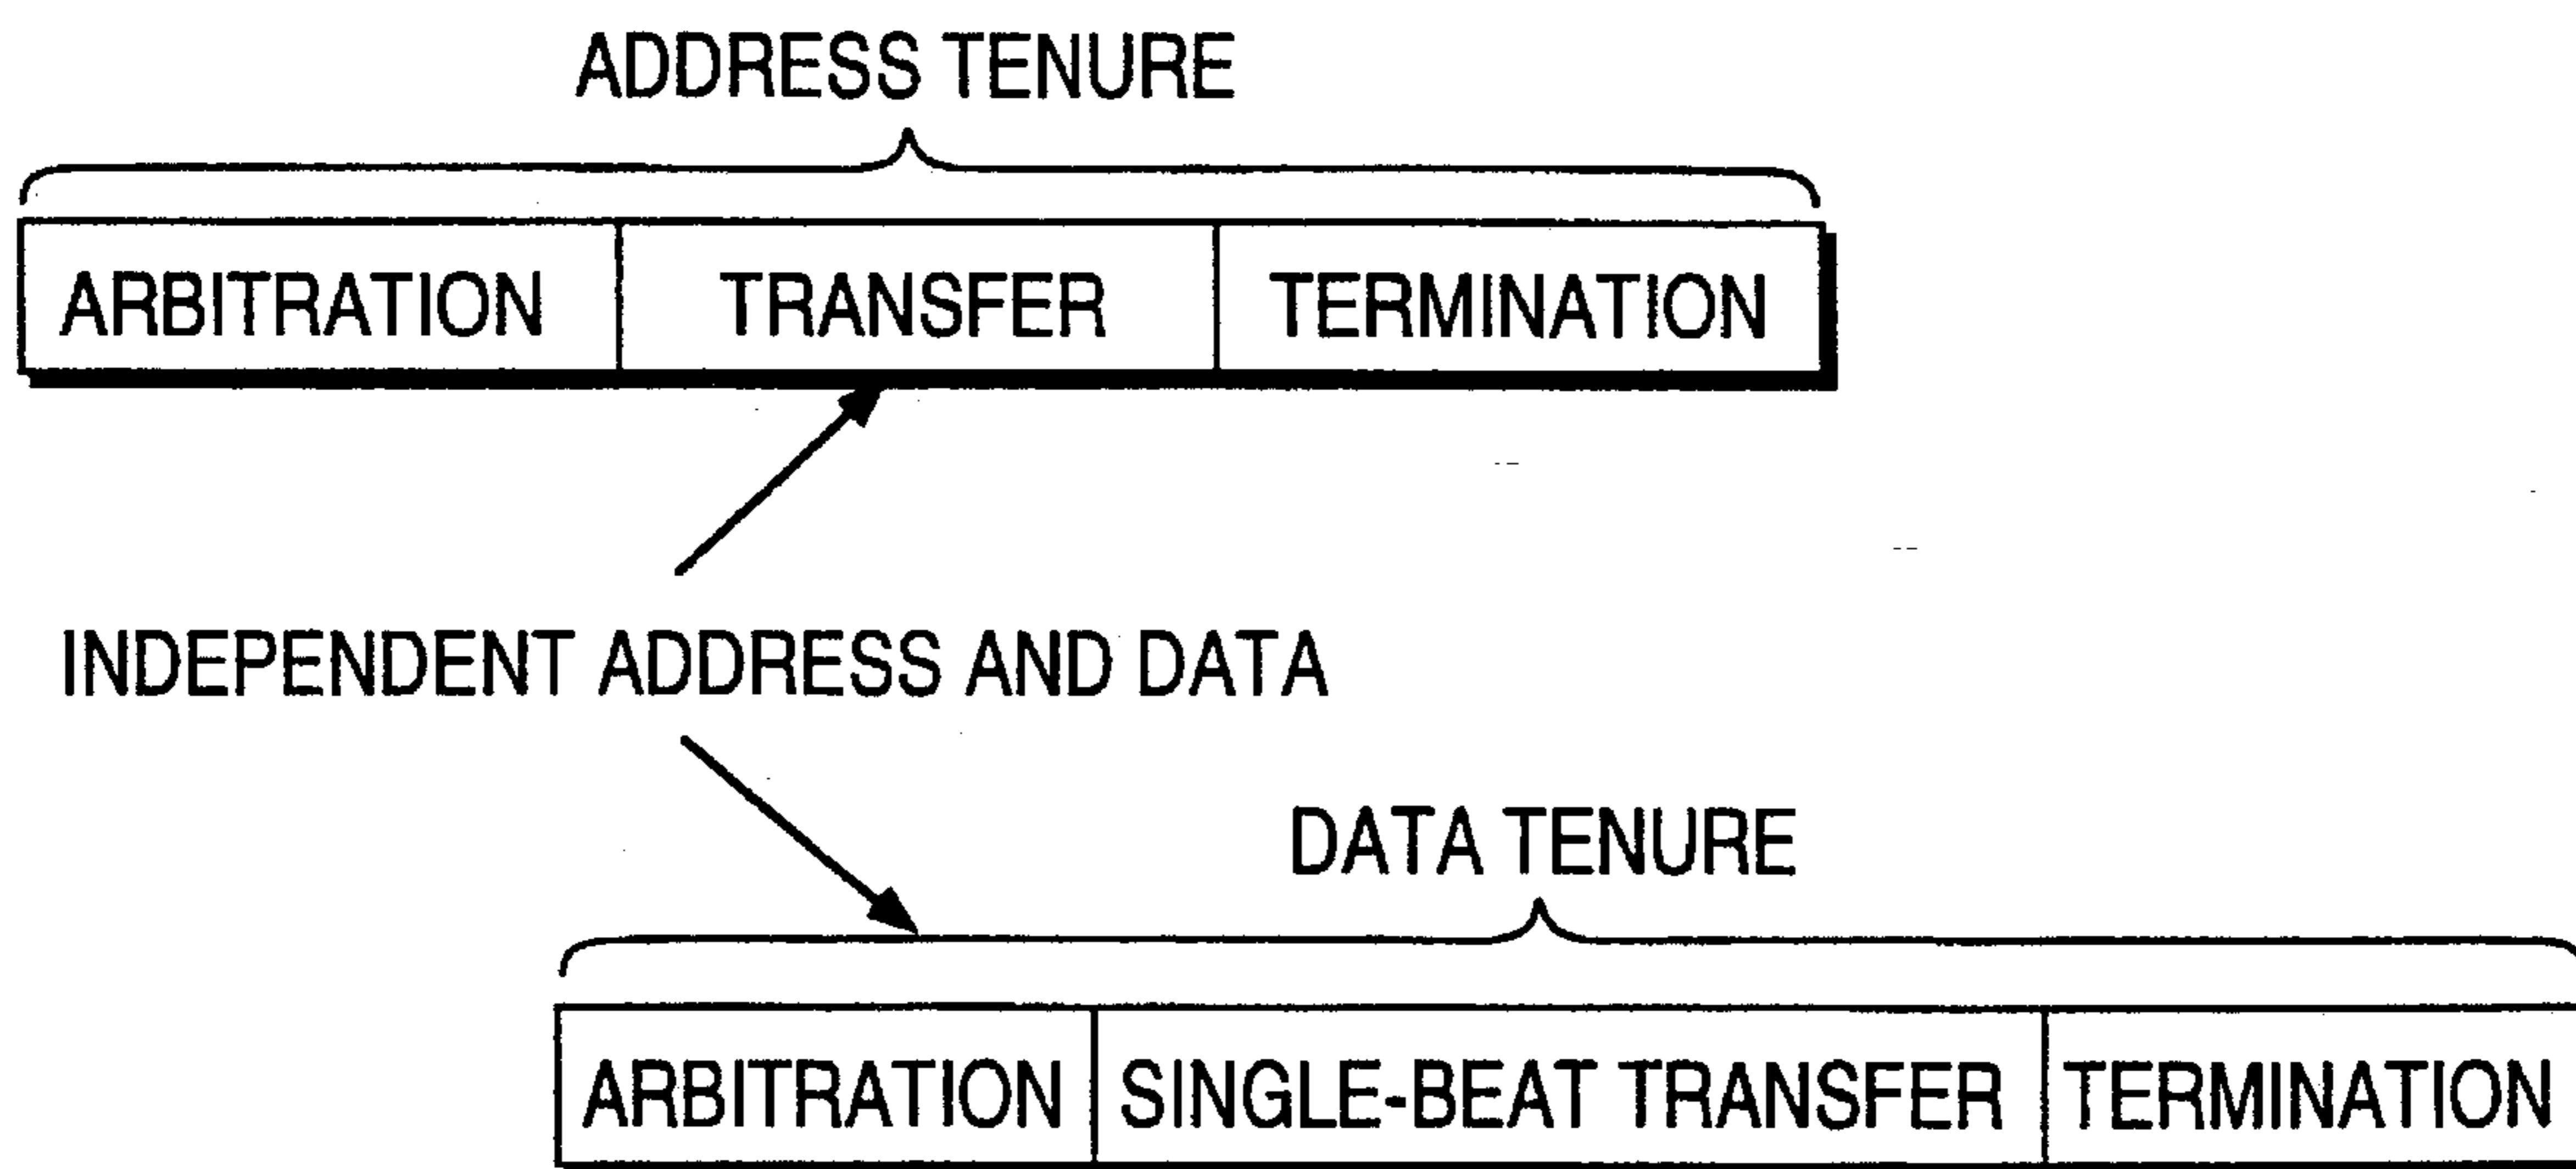 ADDRESS TENURE
ARBITRATION TRANSFER TERMINATION
INDEPENDENT ADDRESS AND DATA
DATA TENURE
ARBITRATION SINGLE-BEAT TRANSFER TERMINATION